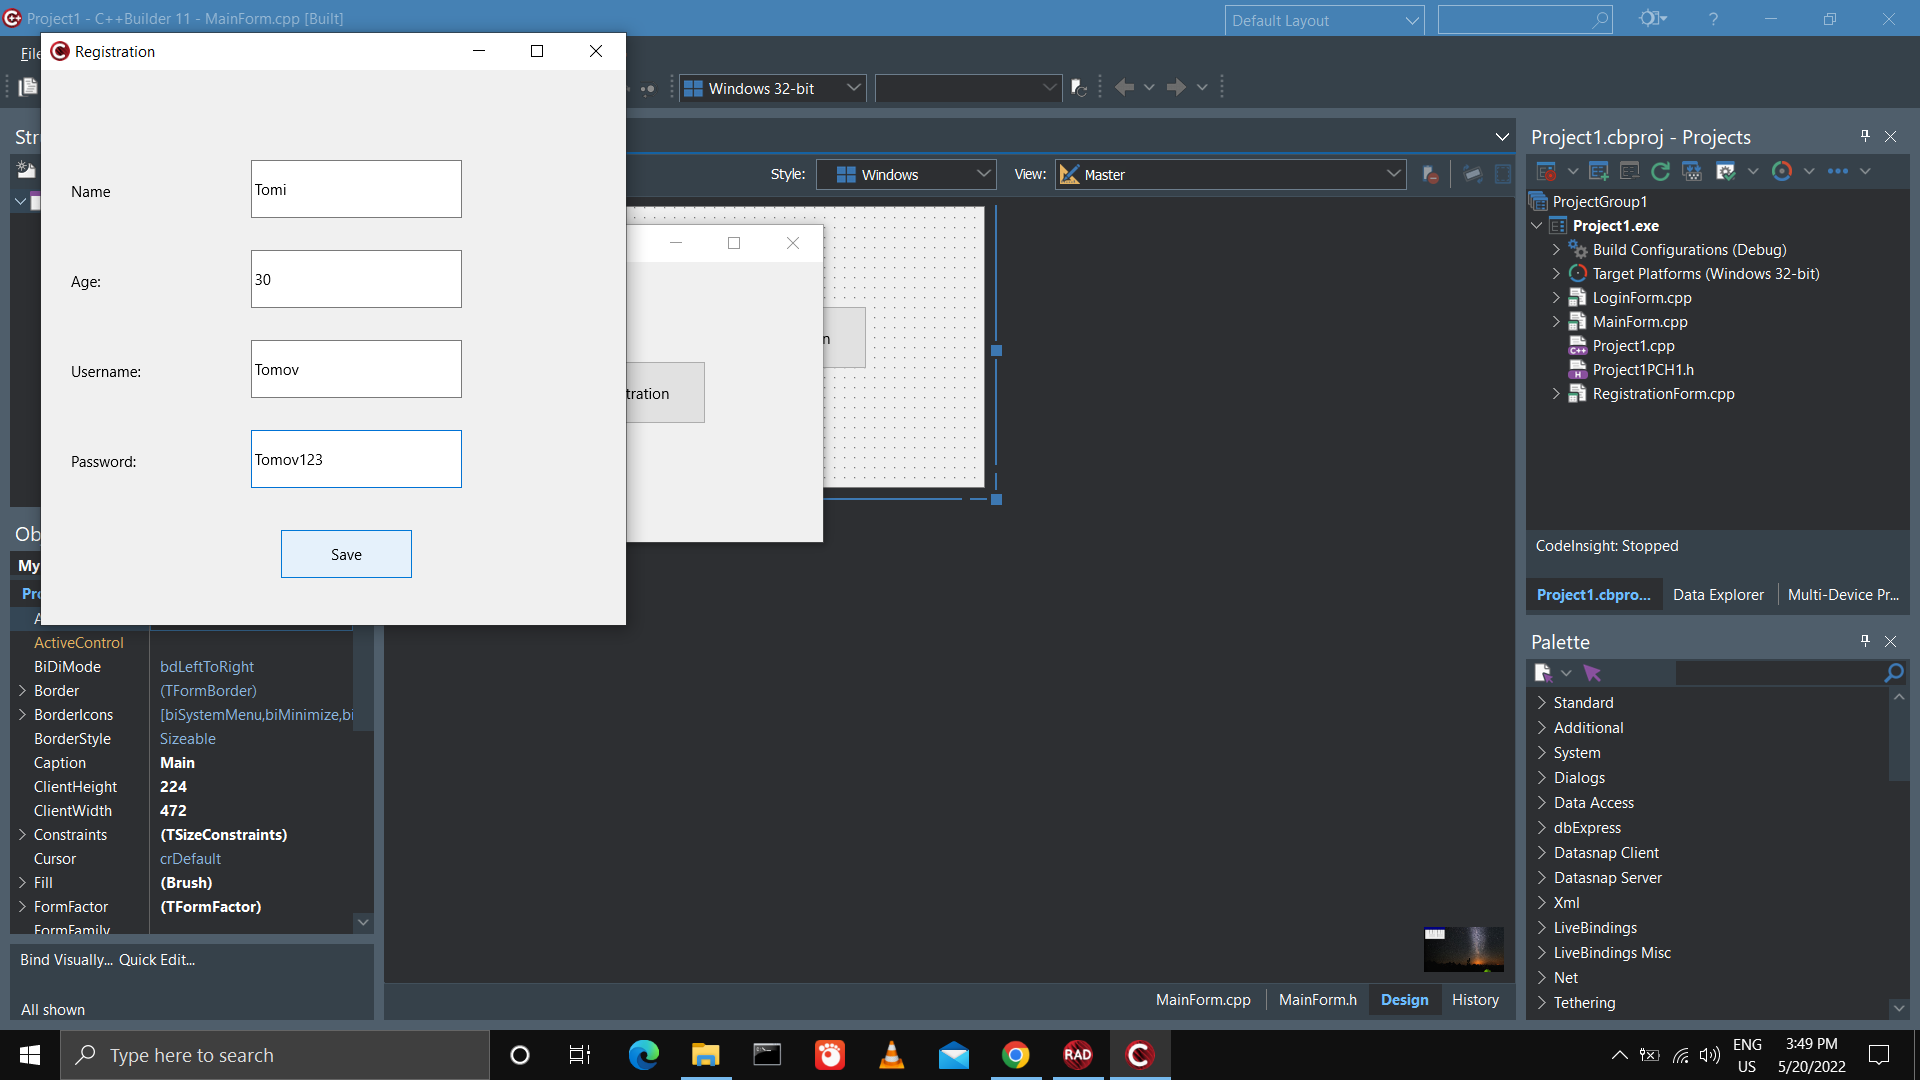 Project1 - C++Builder 11 - MainForm.cpp [Built]
Default Layout
?
File
Registration
Windows 32-bit
Str
Project1.cbproj - Projects
Style:
Windows
View:
Master
Name
Tomi
Age:
30
Username:
Tomov
Password:
Tomov123
Save
n
tration
ProjectGroup1
Project1.exe
Build Configurations (Debug)
Target Platforms (Windows 32-bit)
LoginForm.cpp
MainForm.cpp
Project1.cpp
Project1PCH1.h
RegistrationForm.cpp
CodeInsight: Stopped
Project1.cbpro...
Data Explorer
Multi-Device Pr...
Ob
My
Pro
A
ActiveControl
BiDiMode bdLeftToRight
Border (TFormBorder)
BorderIcons [biSystemMenu,biMinimize,bi
BorderStyle Sizeable
Caption Main
ClientHeight 224
ClientWidth 472
Constraints (TSizeConstraints)
Cursor crDefault
Fill (Brush)
FormFactor (TFormFactor)
FormFamily
Bind Visually... Quick Edit...
All shown
Palette
Standard
Additional
System
Dialogs
Data Access
dbExpress
Datasnap Client
Datasnap Server
Xml
LiveBindings
LiveBindings Misc
Net
Tethering
MainForm.cpp
MainForm.h
Design
History
Type here to search
RAD
ENG
US
3:49 PM
5/20/2022